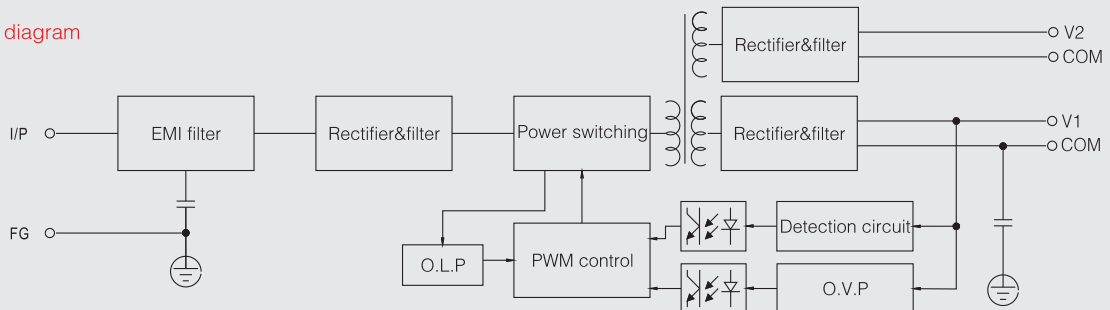 diagram
Rectifier&filter
V2
COM
I/P
EMI filter
Rectifier&filter
Power switching
Rectifier&filter
V1
COM
FG
O.L.P
PWM control
Detection circuit
O.V.P